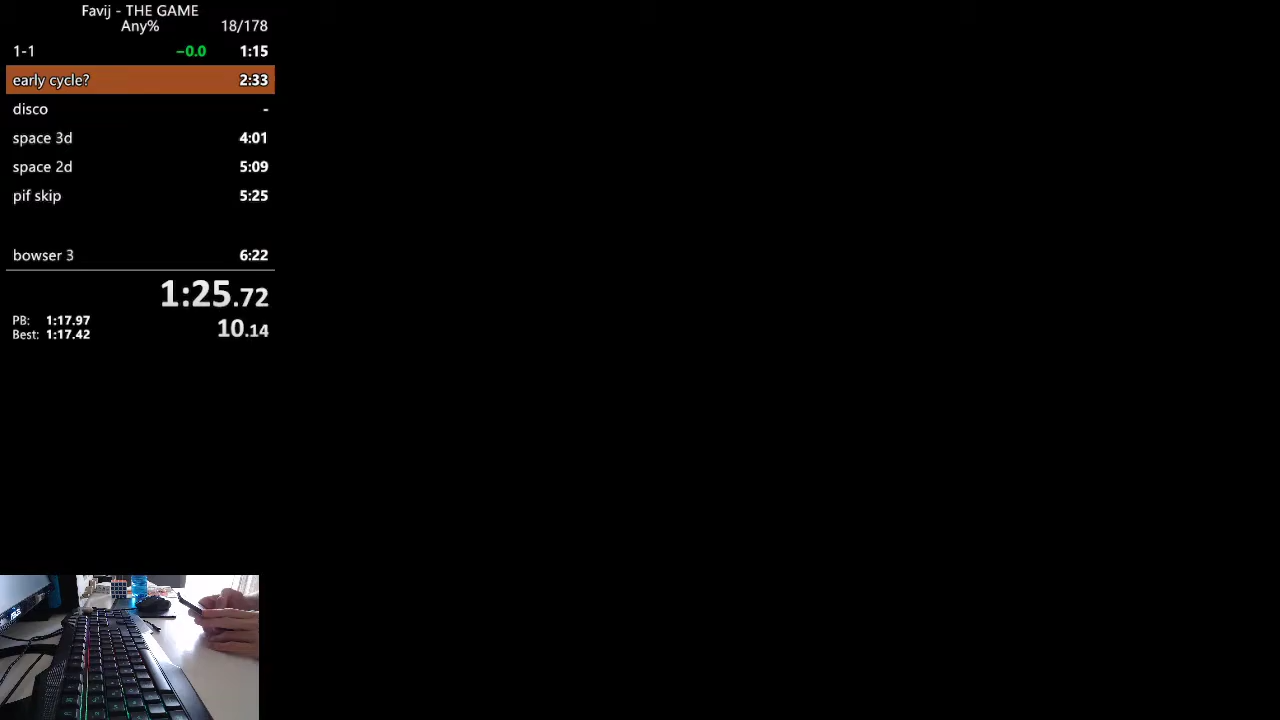 Favij - THE GAME
Any% 18/178
1-1 −0.0 1:15
early cycle? 2:33
disco -
space 3d 4:01
space 2d 5:09
pif skip 5:25
bowser 3 6:22
1:25.72
PB: 1:17.97
Best: 1:17.42
10.14